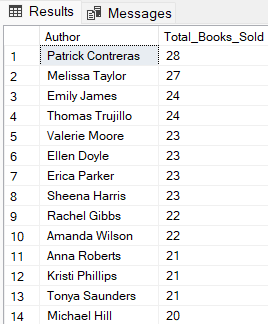 Results Messages
Author Total_Books_Sold
1 Patrick Contreras 28
2 Melissa Taylor 27
3 Emily James 24
4 Thomas Trujillo 24
5 Valerie Moore 23
6 Ellen Doyle 23
7 Erica Parker 23
8 Sheena Harris 23
9 Rachel Gibbs 22
10 Amanda Wilson 22
11 Anna Roberts 21
12 Kristi Phillips 21
13 Tonya Saunders 21
14 Michael Hill 20